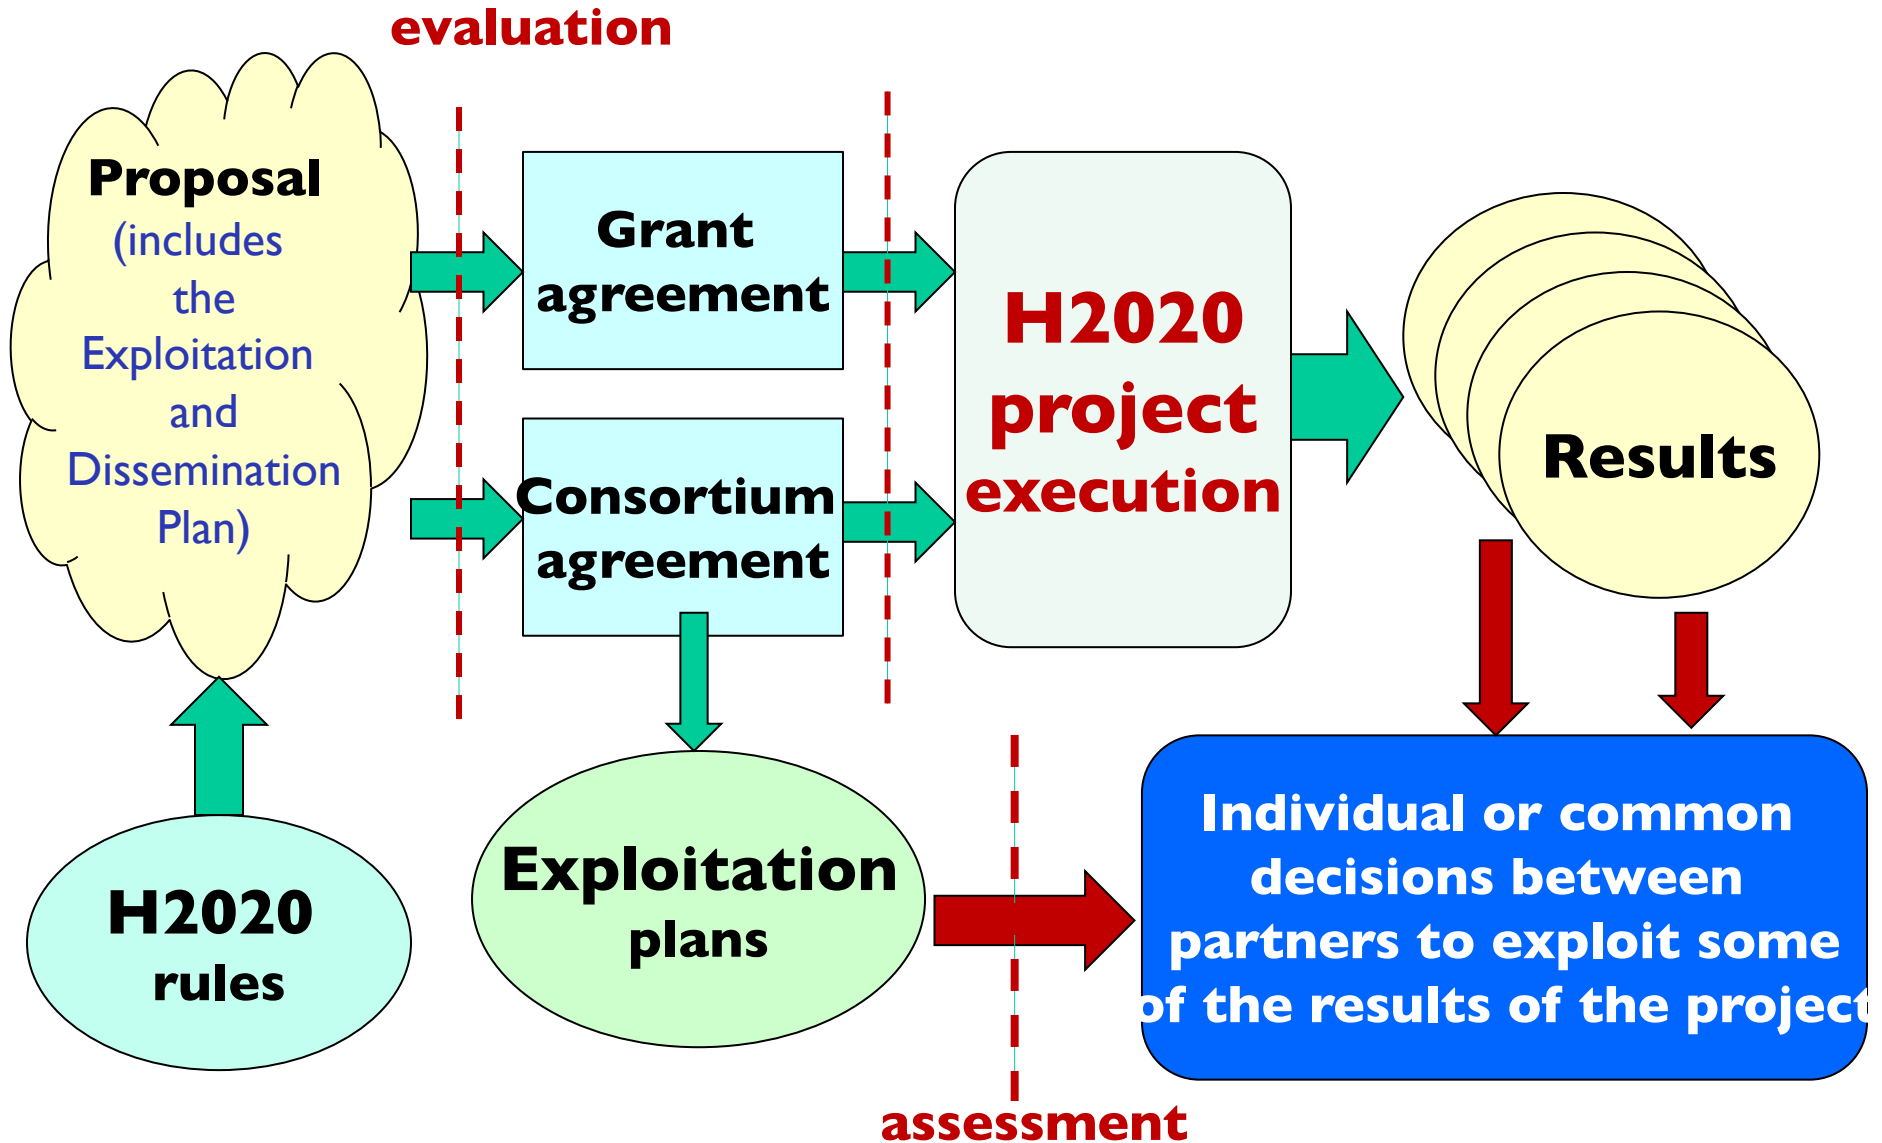 evaluation
Proposal
(includes
the
Exploitation
and
Dissemination
Plan)
Grant
agreement
Consortium
agreement
H2020
project
execution
Results
H2020
rules
Exploitation
plans
Individual or common
decisions between
partners to exploit some
of the results of the project
assessment